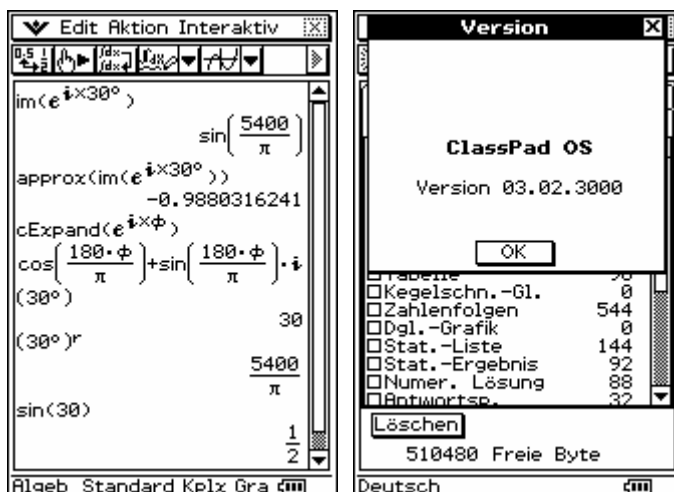 Edit Aktion Interaktiv
im(e^i×30°)
sin(5400/π)
approx(im(e^i×30°))
-0.9880316241
cExpand(e^i×ϕ)
cos(180·ϕ/π)+sin(180·ϕ/π)·i
(30°)
30
(30°)r
5400/π
sin(30)
1/2
Algeb Standard Kplx Gra
Version
ClassPad OS
Version 03.02.3000
OK
Kegelschn.-Gl. 0
Zahlenfolgen 544
Dgl.-Grafik 0
Stat.-Liste 144
Stat.-Ergebnis 92
Numer. Lösung 88
Antwortsp. 32
Löschen
510480 Freie Byte
Deutsch